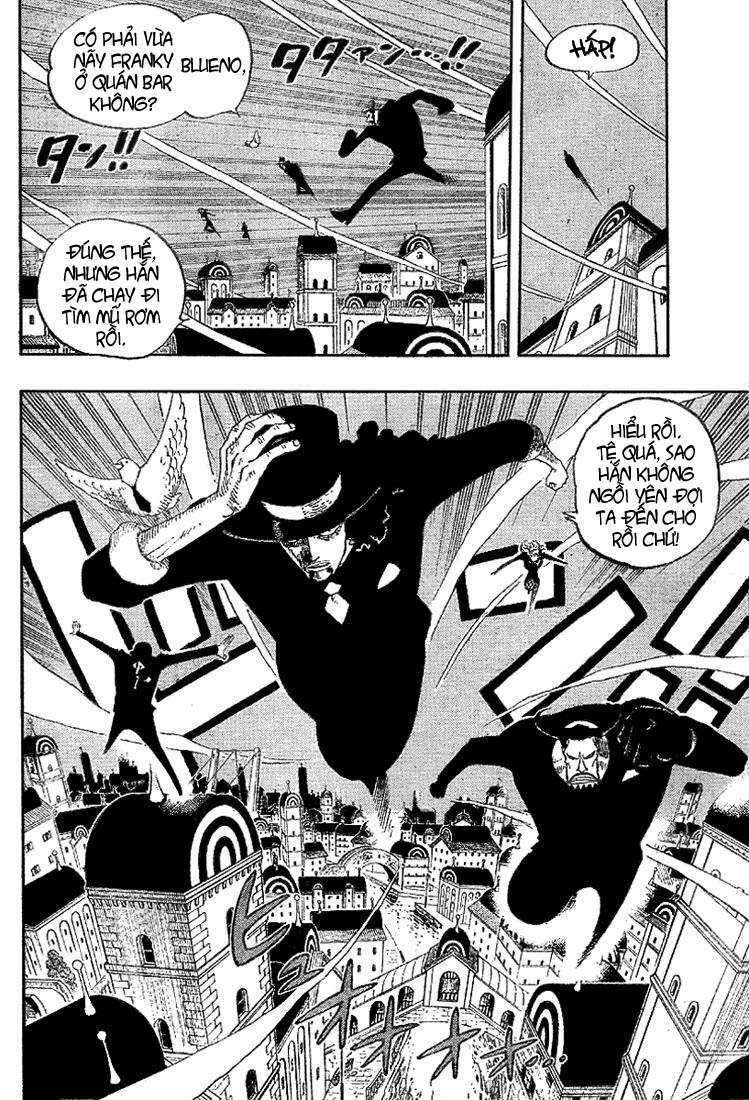 HẤP!
BLUENO,
CÓ PHẢI VỪA
NÃY FRANKY
Ở QUÁN BAR
KHÔNG?
タタァン…!!
タン!!
ĐÚNG THẾ,
NHƯNG HẮN
ĐÃ CHẠY ĐI
TÌM MŨ RƠM
RỒI.
HIỂU RỒI.
TỆ QUÁ, SAO
HẮN KHÔNG
NGỒI YÊN ĐỢI
TA ĐẾN CHO
RỒI CHỨ!